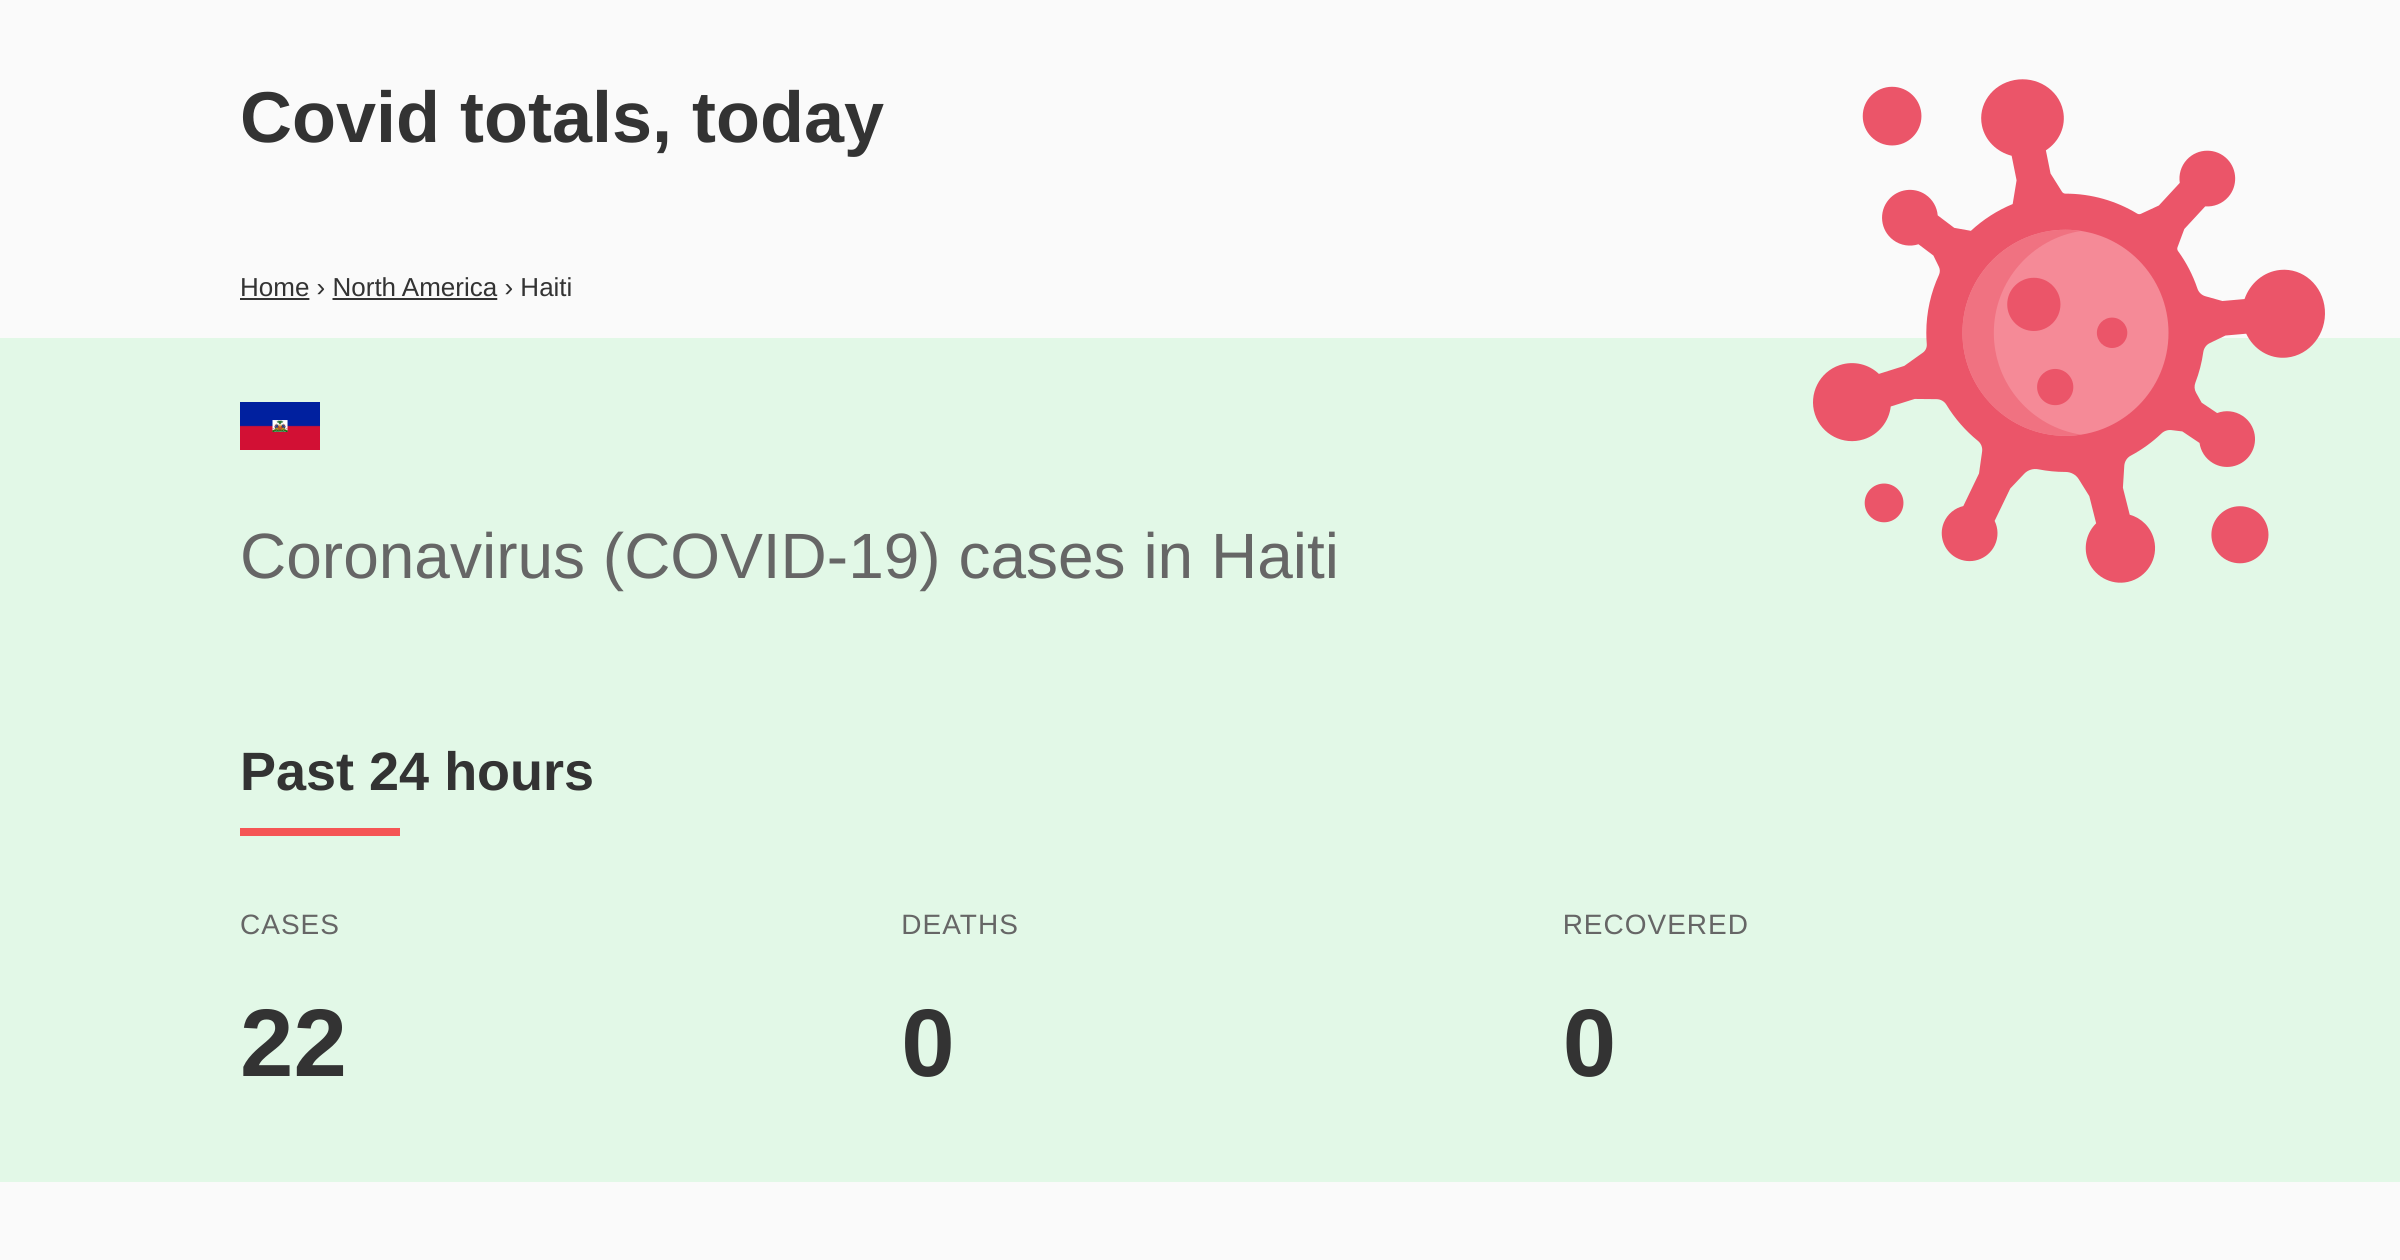 Covid totals, today
Home › North America › Haiti
Coronavirus (COVID-19) cases in Haiti
Past 24 hours
CASES DEATHS RECOVERED
22 0 0